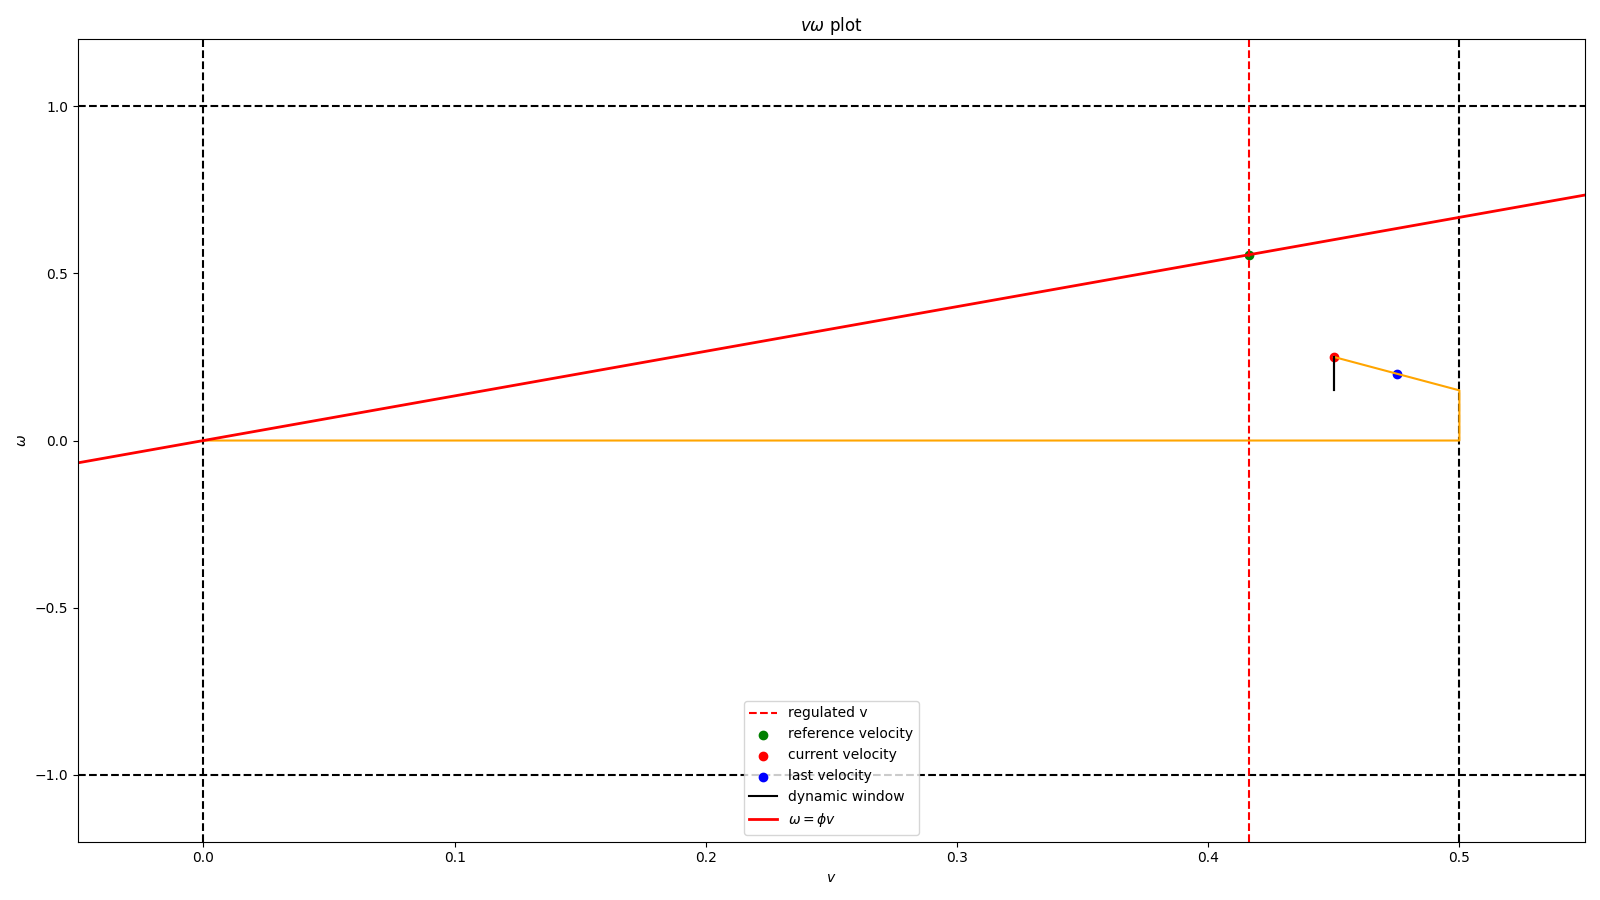 vω plot
1.0
0.5
0.0
−0.5
−1.0
ω
regulated v
reference velocity
current velocity
last velocity
dynamic window
ω = ϕv
0.0 0.1 0.2 0.3 0.4 0.5
v